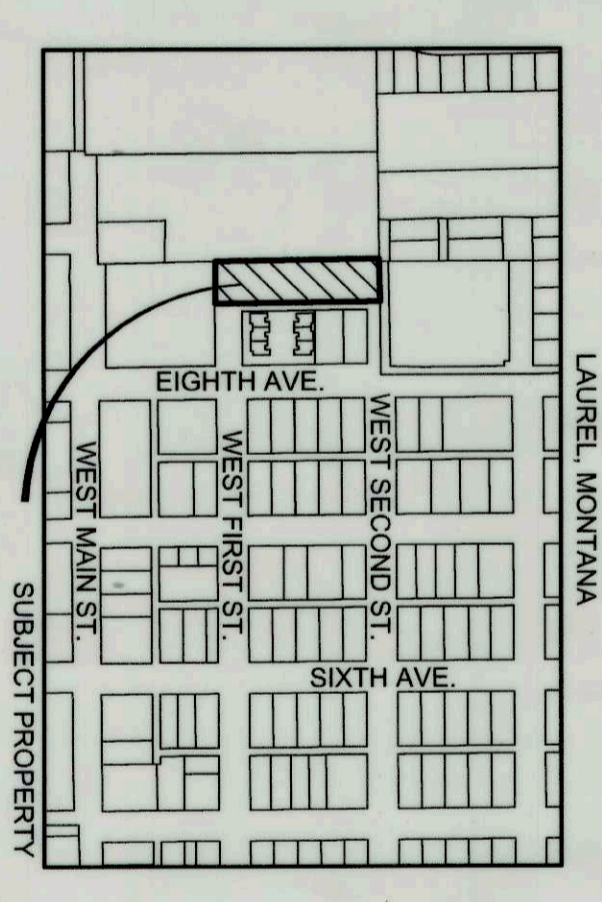 LAUREL, MONTANA
EIGHTH AVE.
WEST SECOND ST.
WEST FIRST ST.
WEST MAIN ST.
SIXTH AVE.
SUBJECT PROPERTY